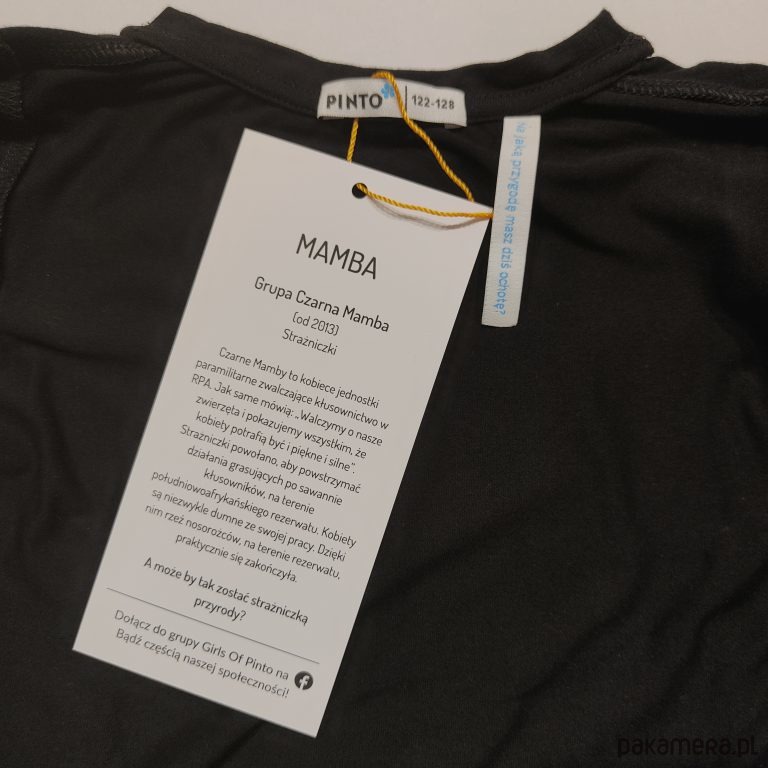 PINTO 122-128
Na jaką przygodę masz dziś ochotę?
MAMBA
Grupa Czarna Mamba
(od 2013)
Strażniczki
Czarne Mamby to kobiece jednostki
paramilitarne zwalczające kłusownictwo w
RPA. Jak same mówią: „Walczymy o nasze
zwierzęta i pokazujemy wszystkim, że
kobiety potrafią być i piękne i silne”.
Strażniczki powołano, aby powstrzymać
działania grasujących po sawannie
kłusowników, na terenie
południowoafrykańskiego rezerwatu. Kobiety
są niezwykle dumne ze swojej pracy. Dzięki
nim rzeź nosorożców, na terenie rezerwatu,
praktycznie się zakończyła.
A może by tak zostać strażniczką
przyrody?
Dołącz do grupy Girls Of Pinto na f
Bądź częścią naszej społeczności!
pakamera.pl